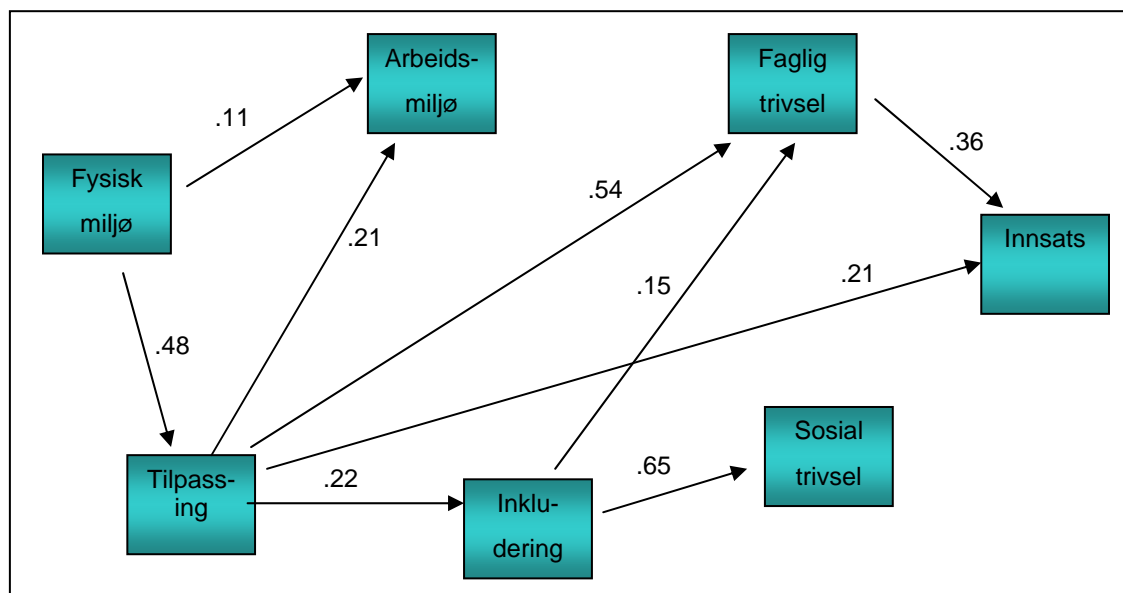 Arbeids-
miljø
Faglig
trivsel
.11
.36
Fysisk
miljø
.54
.21
Innsats
.15
.21
.48
Sosial
trivsel
Tilpass-
ing
.22
.65
Inklu-
dering